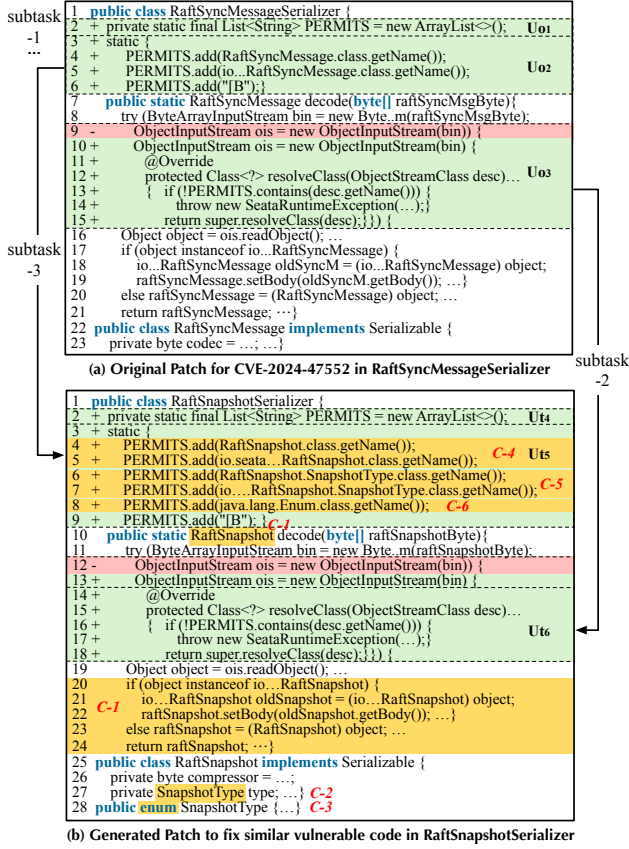 subtask
-1
...
1 public class RaftSyncMessageSerializer {
2 + private static final List<String> PERMITS = new ArrayList<>(); Uo1
3 + static {
4 + PERMITS.add(RaftSyncMessage.class.getName()); Uo2
5 + PERMITS.add(io...RaftSyncMessage.class.getName());
6 + PERMITS.add("[B");}
7 public static RaftSyncMessage decode(byte[] raftSyncMsgByte){
8 try (ByteArrayInputStream bin = new Byte..m(raftSyncMsgByte);
9 - ObjectInputStream ois = new ObjectInputStream(bin)) {
10 + ObjectInputStream ois = new ObjectInputStream(bin) {
11 + @Override
12 + protected Class<?> resolveClass(ObjectStreamClass desc)… Uo3
13 + { if (!PERMITS.contains(desc.getName())) {
14 + throw new SeataRuntimeException(…);}
15 + return super.resolveClass(desc);}}) {
16 Object object = ois.readObject(); …
17 if (object instanceof io...RaftSyncMessage) {
18 io...RaftSyncMessage oldSyncM = (io...RaftSyncMessage) object;
19 raftSyncMessage.setBody(oldSyncM.getBody()); …}
20 else raftSyncMessage = (RaftSyncMessage) object; …
21 return raftSyncMessage; ⋯}
22 public class RaftSyncMessage implements Serializable {
23 private byte codec = …; …}
(a) Original Patch for CVE-2024-47552 in RaftSyncMessageSerializer
subtask
-3
subtask
-2
1 public class RaftSnapshotSerializer {
2 + private static final List<String> PERMITS = new ArrayList<>(); Ut4
3 + static {
4 + PERMITS.add(RaftSnapshot.class.getName());
5 + PERMITS.add(io.seata…RaftSnapshot.class.getName()); C-4 Ut5
6 + PERMITS.add(RaftSnapshot.SnapshotType.class.getName());
7 + PERMITS.add(io….RaftSnapshot.SnapshotType.class.getName()); C-5
8 + PERMITS.add(java.lang.Enum.class.getName()); C-6
9 + PERMITS.add("[B"); } C-1
10 public static RaftSnapshot decode(byte[] raftSnapshotByte){
11 try (ByteArrayInputStream bin = new Byte..m(raftSnapshotByte);
12 - ObjectInputStream ois = new ObjectInputStream(bin)) {
13 + ObjectInputStream ois = new ObjectInputStream(bin) {
14 + @Override
15 + protected Class<?> resolveClass(ObjectStreamClass desc)…
16 + { if (!PERMITS.contains(desc.getName())) { Ut6
17 + throw new SeataRuntimeException(…);}
18 + return super.resolveClass(desc);}}) {
19 Object object = ois.readObject(); …
20 if (object instanceof io…RaftSnapshot) {
21 C-1 io…RaftSnapshot oldSnapshot = (io…RaftSnapshot) object;
22 raftSnapshot.setBody(oldSnapshot.getBody()); …}
23 else raftSnapshot = (RaftSnapshot) object; …
24 return raftSnapshot; ⋯}
25 public class RaftSnapshot implements Serializable {
26 private byte compressor = …;
27 private SnapshotType type; …} C-2
28 public enum SnapshotType {…} C-3
(b) Generated Patch to fix similar vulnerable code in RaftSnapshotSerializer